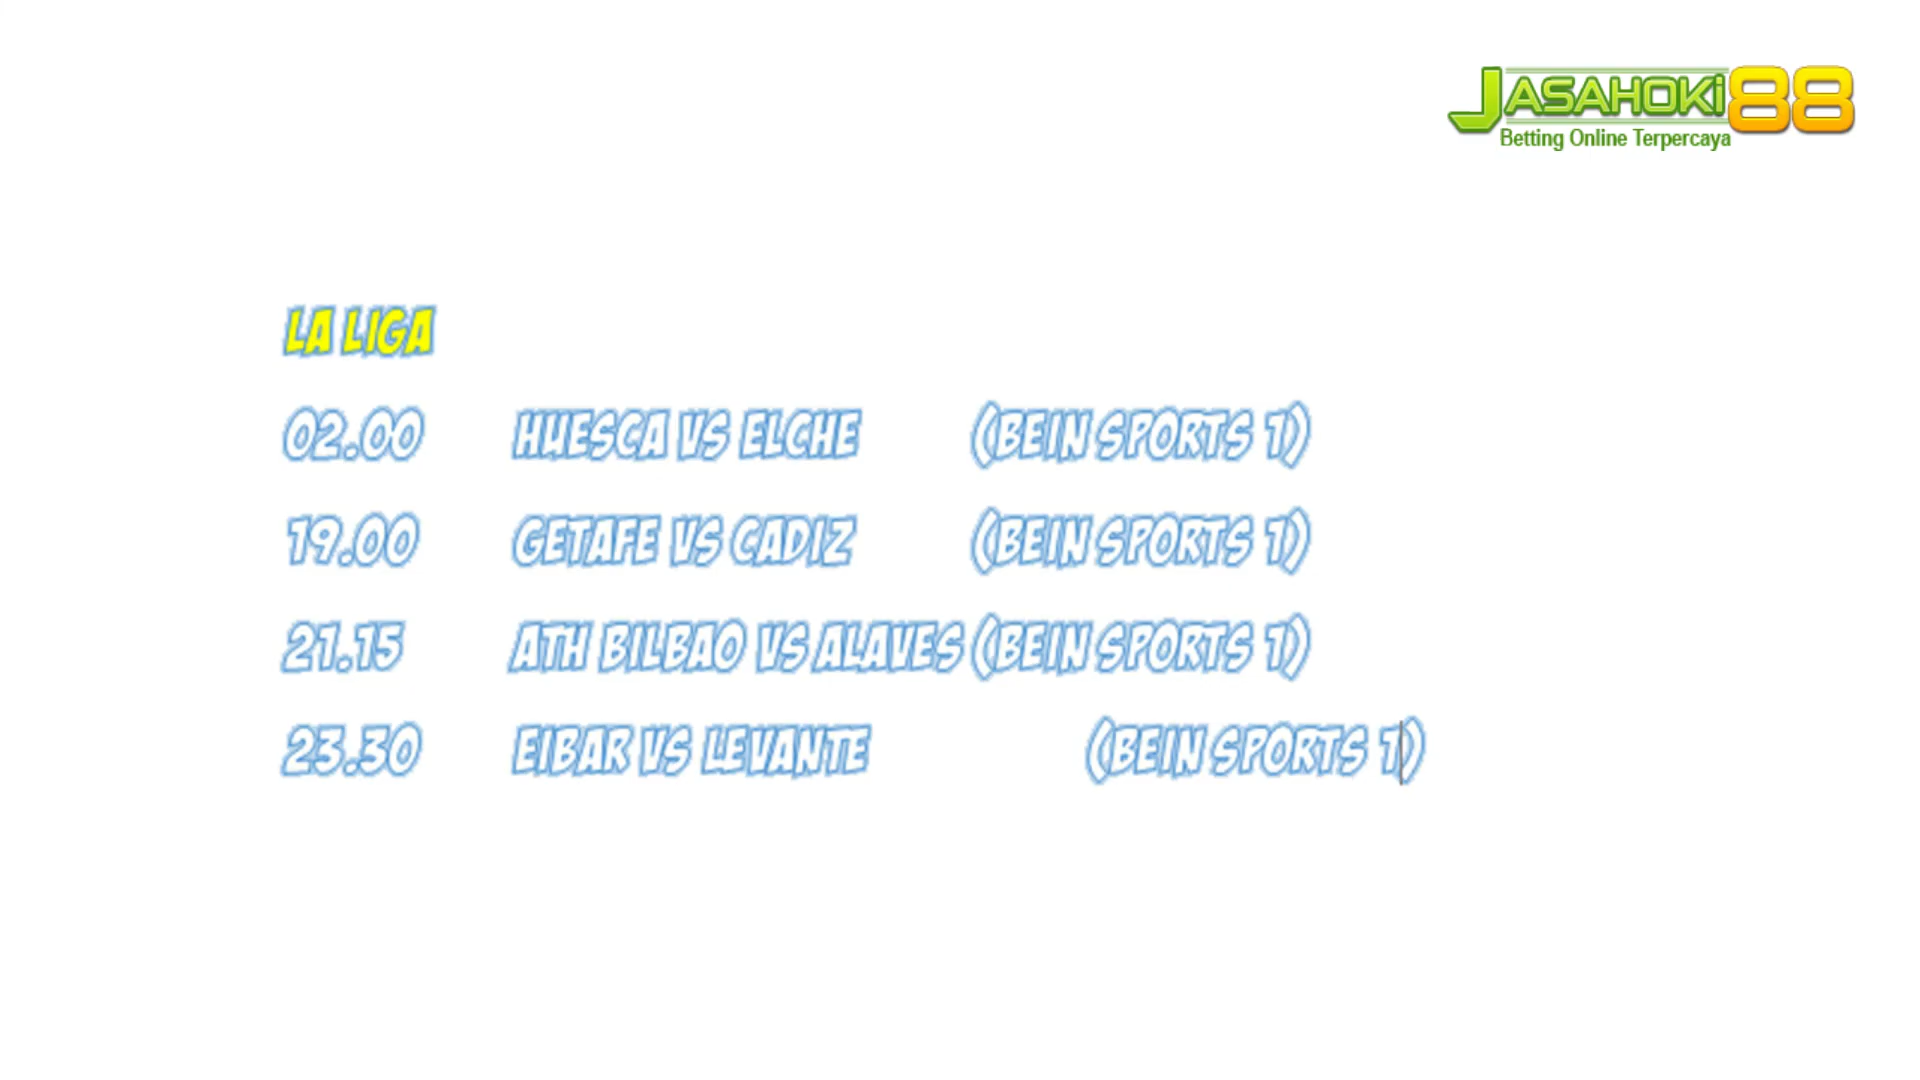 JASAHOKi88
Betting Online Terpercaya
LA LIGA
02.00 HUESCA VS ELCHE (BEIN SPORTS 1)
19.00 GETAFE VS CADIZ (BEIN SPORTS 1)
21.15 ATH BILBAO VS ALAVES (BEIN SPORTS 1)
23.30 EIBAR VS LEVANTE (BEIN SPORTS 1)